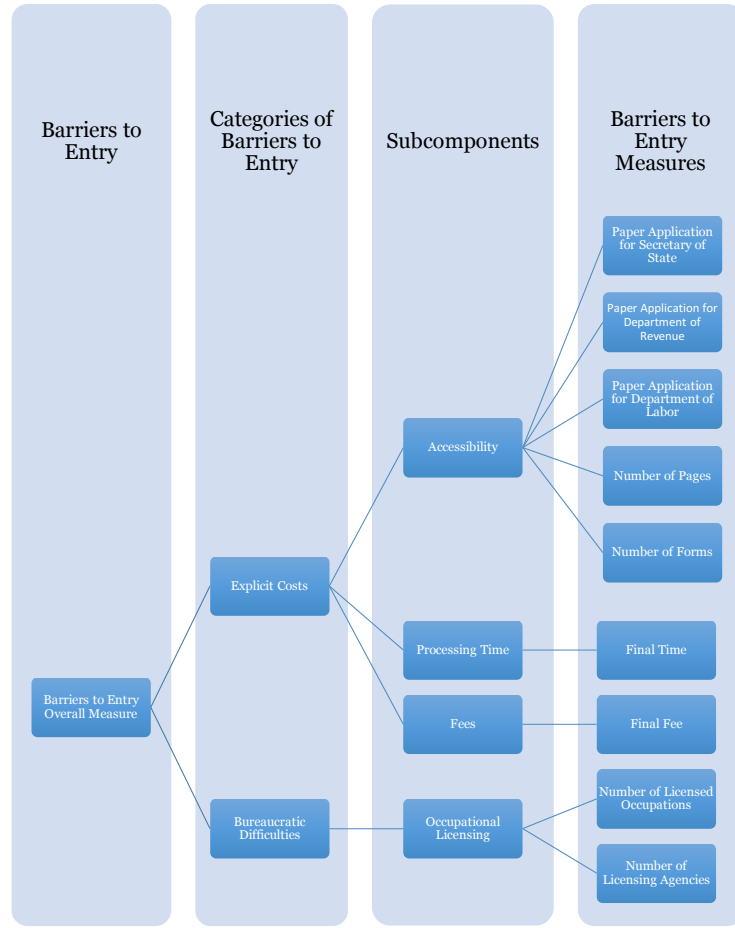 Barriers to
Entry
Categories of
Barriers to
Entry
Subcomponents
Barriers to
Entry
Measures
Paper Application
for Secretary of
State
Paper Application for
Department of
Revenue
Paper Application
for Department of
Labor
Accessibility
Number of Pages
Number of Forms
Explicit Costs
Processing Time
Final Time
Barriers to Entry
Overall Measure
Fees
Final Fee
Number of Licensed
Occupations
Bureaucratic
Difficulties
Occupational
Licensing
Number of
Licensing Agencies